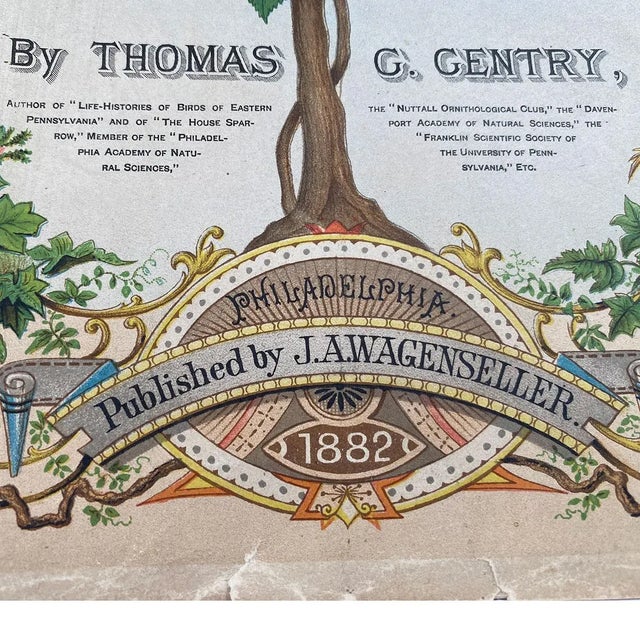 By THOMAS G. GENTRY,
AUTHOR OF "LIFE-HISTORIES OF BIRDS OF EASTERN
PENNSYLVANIA" AND OF "THE HOUSE SPAR-
ROW," MEMBER OF THE "PHILADEL-
PHIA ACADEMY OF NATU-
RAL SCIENCES,"
THE "NUTTALL ORNITHOLOGICAL CLUB," THE "DAVEN-
PORT ACADEMY OF NATURAL SCIENCES," THE
"FRANKLIN SCIENTIFIC SOCIETY OF
THE UNIVERSITY OF PENN-
SYLVANIA," ETC.
PHILADELPHIA.
Published by J.A.WAGENSELLER.
1882